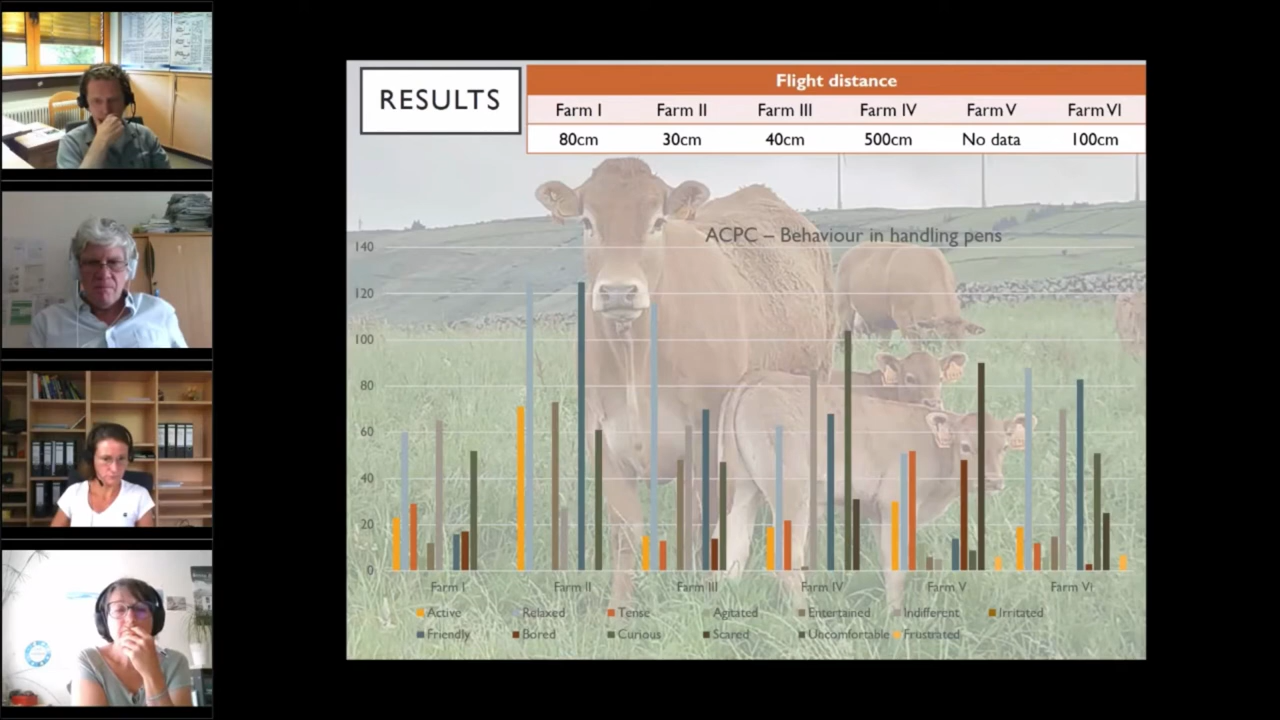 RESULTS
Flight distance
Farm I Farm II Farm III Farm IV Farm V Farm VI
80cm 30cm 40cm 500cm No data 100cm
ACPC – Behaviour in handling pens
140
120
100
80
60
40
20
0
Farm I Farm II Farm III Farm IV Farm V Farm VI
Active Relaxed Tense Agitated Entertained Indifferent Irritated
Friendly Bored Curious Scared Uncomfortable Frustrated